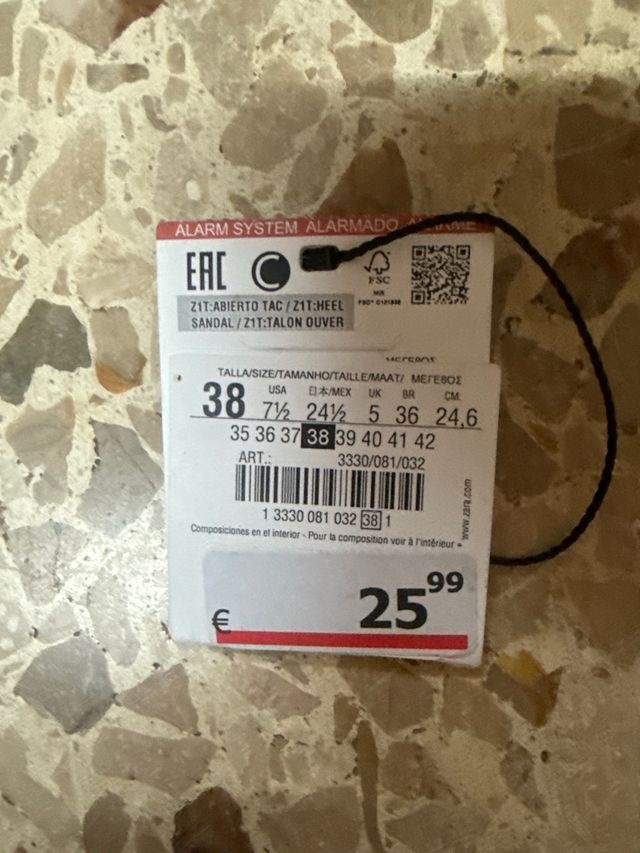 ALARM SYSTEM ALARMADO ALARME
EAC C
FSC
MIX
Z1T:ABIERTO TAC / Z1T:HEEL
SANDAL / Z1T:TALON OUVER
ΜΕΓΕΘΟΣ
TALLA/SIZE/TAMANHO/TAILLE/MAAT/ ΜΕΓΕΘΟΣ
USA 日本/MEX UK BR CM.
38 7½ 24½ 5 36 24,6
35 36 37 38 39 40 41 42
ART.: 3330/081/032
1 3330 081 032 38 1
Composiciones en el interior - Pour la composition voir à l'intérieur
www.zara.com
€ 25 99